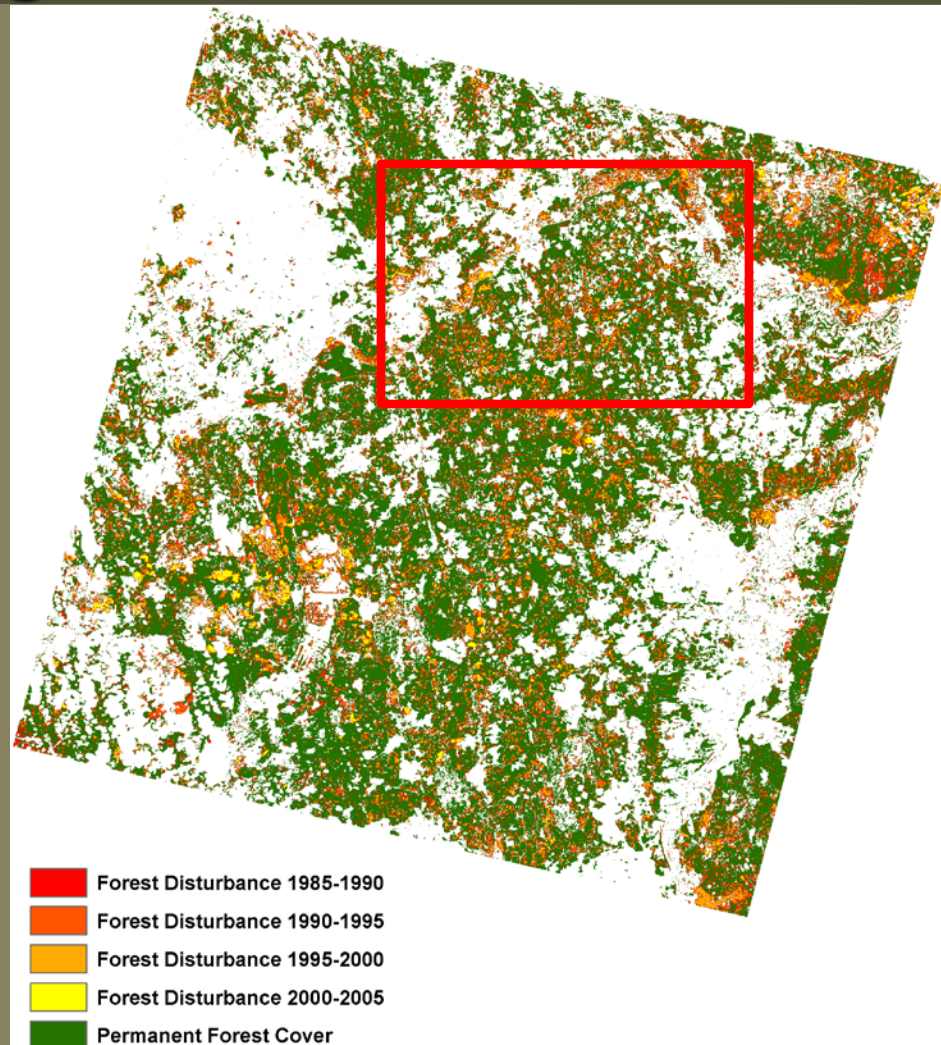 Forest Disturbance 1985-1990
Forest Disturbance 1990-1995
Forest Disturbance 1995-2000
Forest Disturbance 2000-2005
Permanent Forest Cover